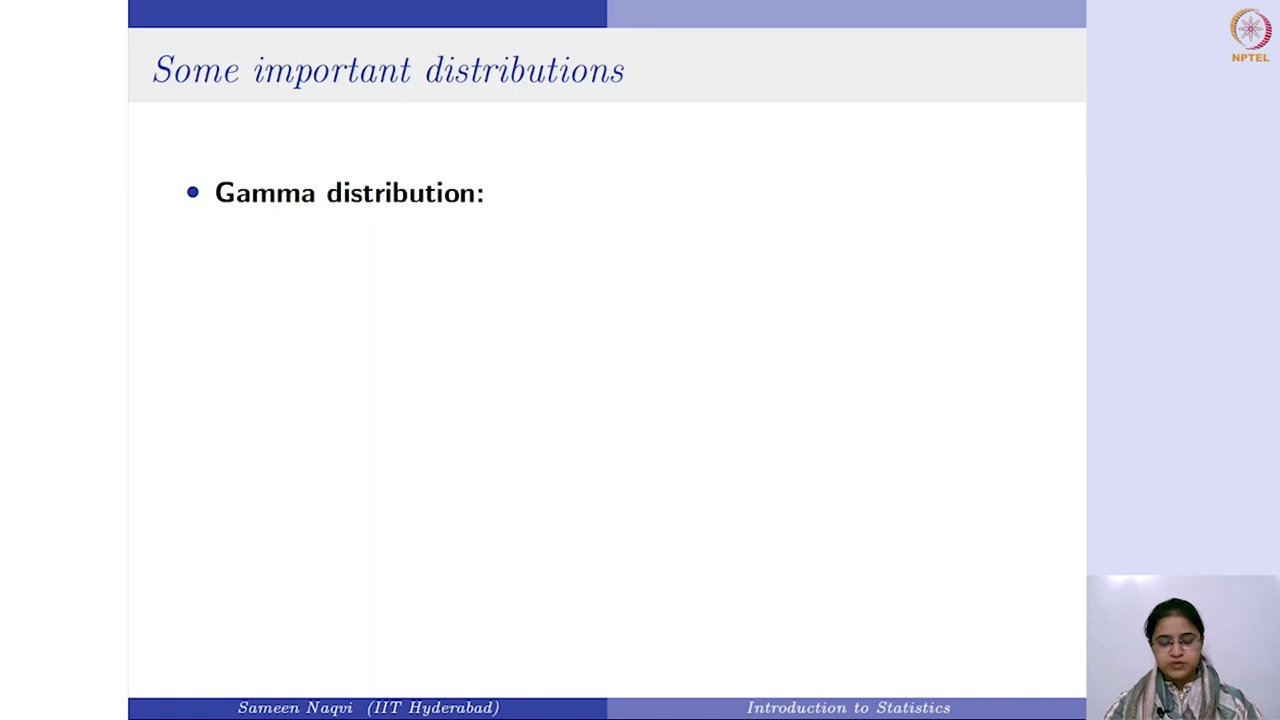 Some important distributions
NPTEL
• Gamma distribution:
Sameen Naqvi (IIT Hyderabad)
Introduction to Statistics